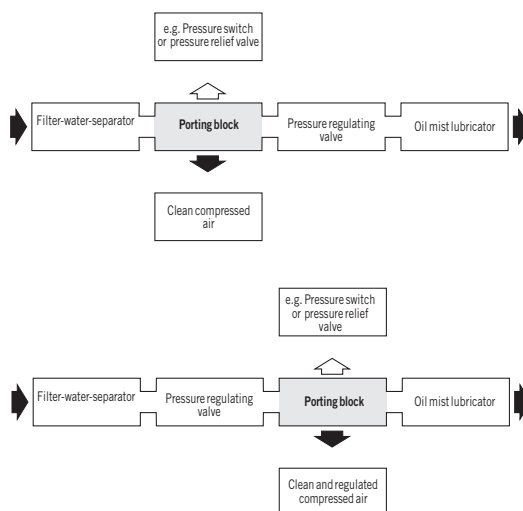 e.g. Pressure switch
or pressure relief valve
Filter-water-separator
Porting block
Pressure regulating
valve
Oil mist lubricator
Clean compressed
air
e.g. Pressure switch
or pressure relief
valve
Filter-water-separator
Pressure regulating
valve
Porting block
Oil mist lubricator
Clean and regulated
compressed air